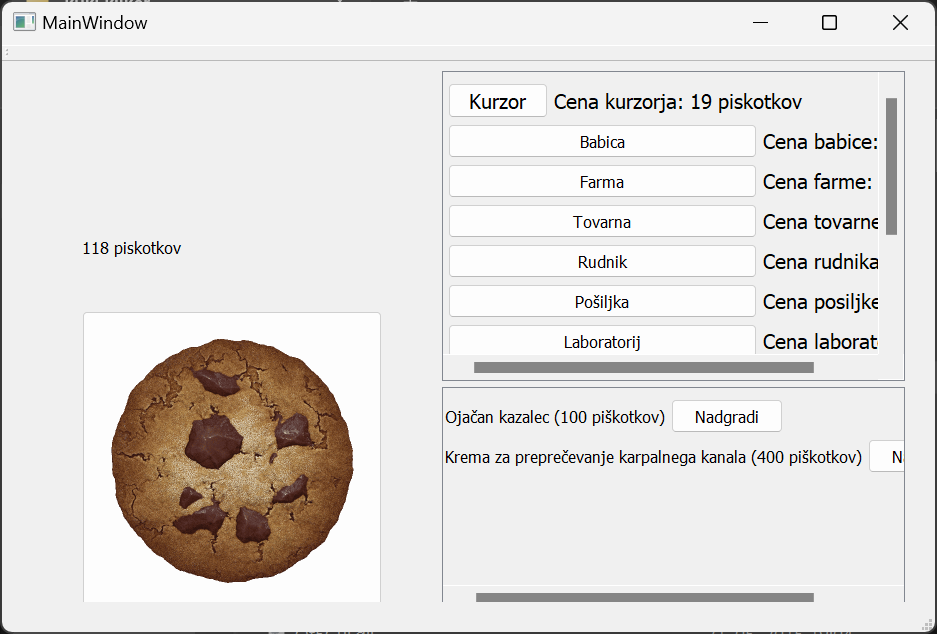 MainWindow
118 piskotkov
Kurzor Cena kurzorja: 19 piskotkov
Babica Cena babice:
Farma Cena farme:
Tovarna Cena tovarne
Rudnik Cena rudnika
Pošiljka Cena posiljke
Laboratorij Cena laborat
Ojačan kazalec (100 piškotkov) Nadgradi
Krema za preprečevanje karpalnega kanala (400 piškotkov)